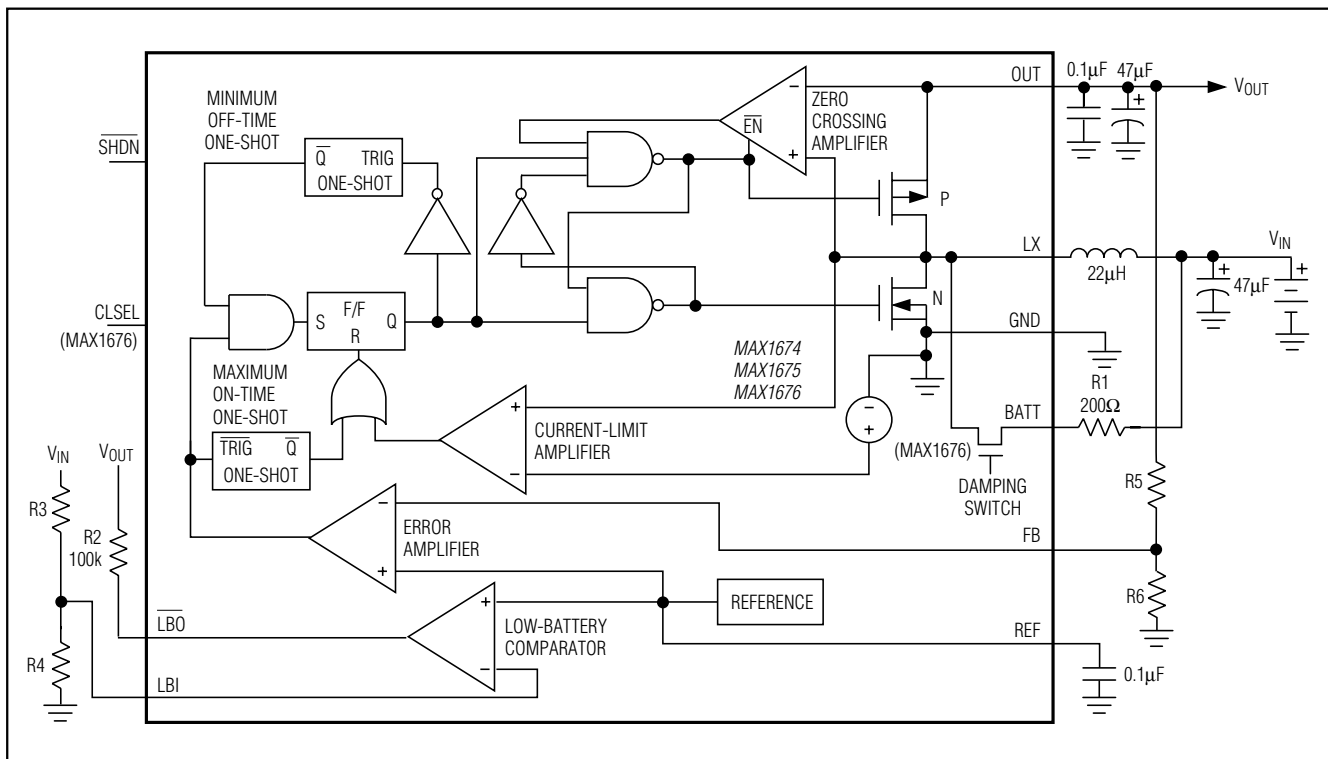 MINIMUM
OFF-TIME
ONE-SHOT
SHDN
Q TRIG
ONE-SHOT
EN
ZERO
CROSSING
AMPLIFIER
−
+
OUT
0.1µF
47µF
+
VOUT
P
LX
22µH
VIN
+
47µF
+
N
GND
CLSEL
(MAX1676)
S
F/F
R
Q
MAX1674
MAX1675
MAX1676
MAXIMUM
ON-TIME
ONE-SHOT
TRIG Q
ONE-SHOT
+
−
CURRENT-LIMIT
AMPLIFIER
−
+
(MAX1676)
BATT
R1
200Ω
DAMPING
SWITCH
VIN
VOUT
R3
R2
100k
R4
−
+
ERROR
AMPLIFIER
FB
R5
R6
REFERENCE
LBO
+
−
LOW-BATTERY
COMPARATOR
REF
0.1µF
LBI